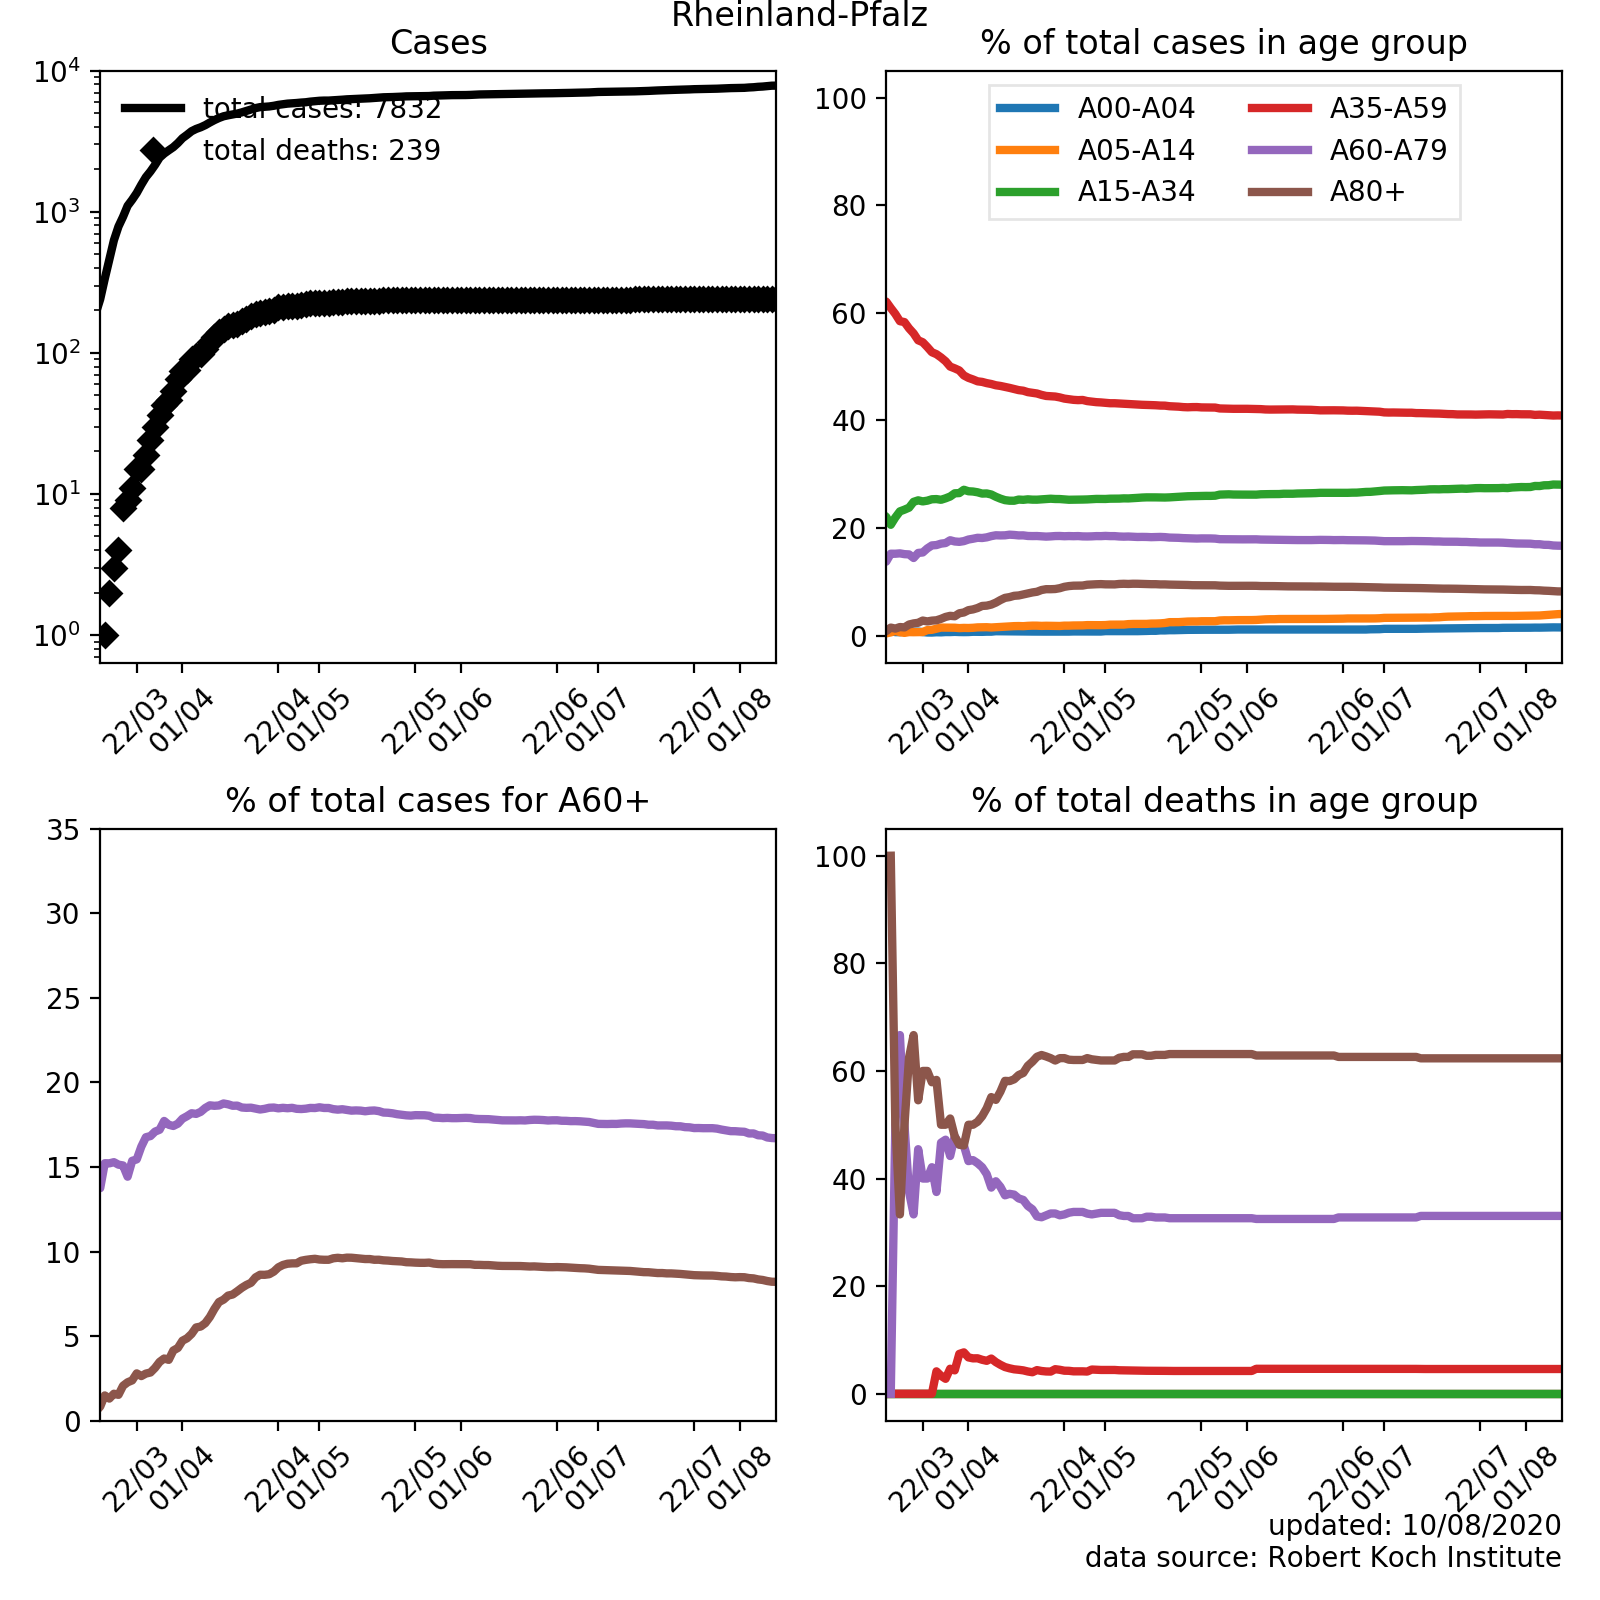 Rheinland-Pfalz
Cases
10^4
10^3
10^2
10^1
10^0
total cases: 7832
total deaths: 239
22/03 01/04 22/04 01/05 22/05 01/06 22/06 01/07 22/07 01/08
% of total cases in age group
100
80
60
40
20
0
A00-A04 A35-A59
A05-A14 A60-A79
A15-A34 A80+
22/03 01/04 22/04 01/05 22/05 01/06 22/06 01/07 22/07 01/08
% of total cases for A60+
35
30
25
20
15
10
5
0
22/03 01/04 22/04 01/05 22/05 01/06 22/06 01/07 22/07 01/08
% of total deaths in age group
100
80
60
40
20
0
22/03 01/04 22/04 01/05 22/05 01/06 22/06 01/07 22/07 01/08
updated: 10/08/2020
data source: Robert Koch Institute